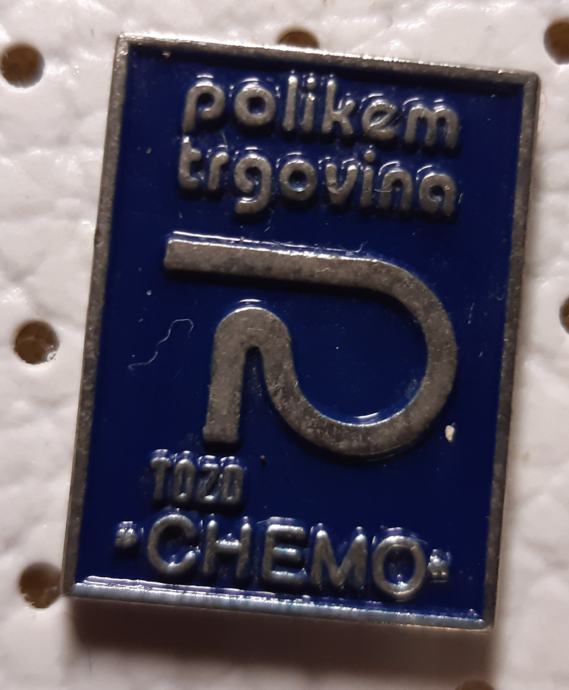 polikem
trgovina
TOZD
"CHEMO"